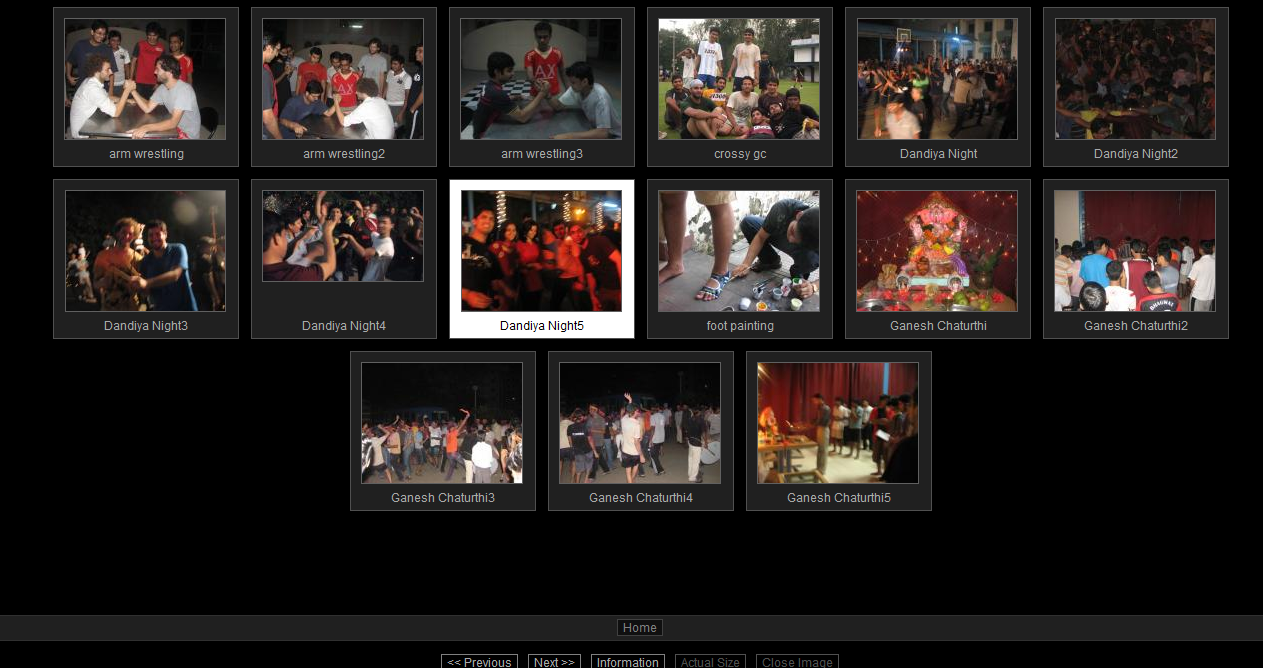 arm wrestling
arm wrestling2
arm wrestling3
crossy gc
Dandiya Night
Dandiya Night2
Dandiya Night3
Dandiya Night4
Dandiya Night5
foot painting
Ganesh Chaturthi
Ganesh Chaturthi2
Ganesh Chaturthi3
Ganesh Chaturthi4
Ganesh Chaturthi5
Home
<< Previous Next >> Information Actual Size Close Image